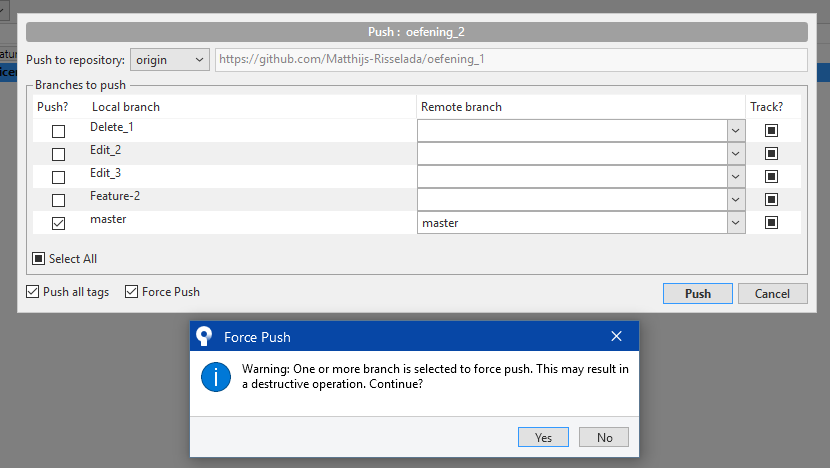 Push : oefening_2
Push to repository: origin https://github.com/Matthijs-Risselada/oefening_1
Branches to push
Push? Local branch Remote branch Track?
Delete_1
Edit_2
Edit_3
Feature-2
master master
Select All
Push all tags Force Push Push Cancel
Force Push
Warning: One or more branch is selected to force push. This may result in
a destructive operation. Continue?
Yes No